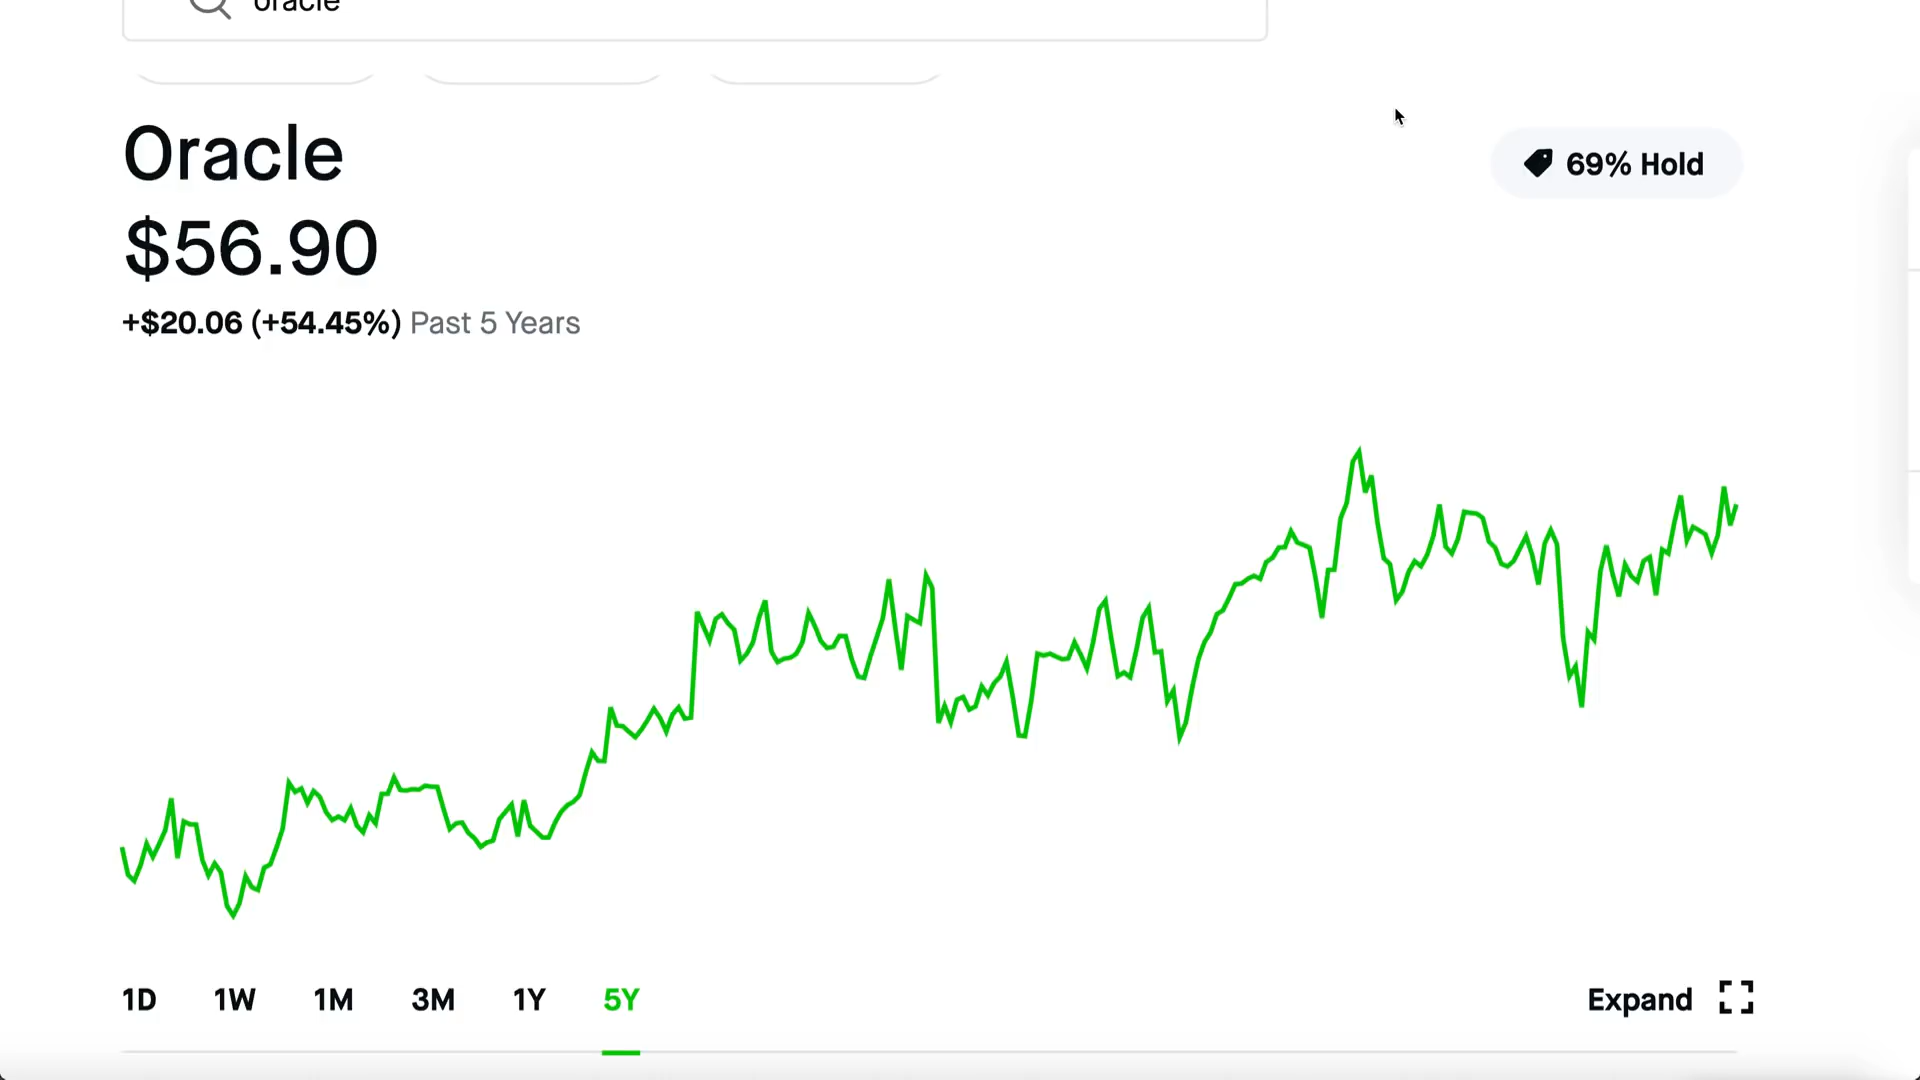 oracle
Oracle
69% Hold
$56.90
+$20.06 (+54.45%) Past 5 Years
1D 1W 1M 3M 1Y 5Y Expand